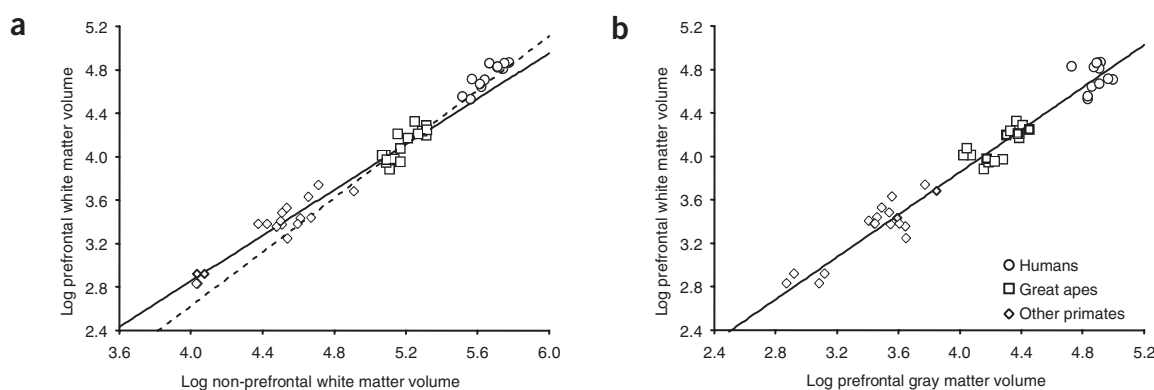 a
b
5.2
4.8
4.4
4.0
3.6
3.2
2.8
2.4
Log prefrontal white matter volume
3.6 4.0 4.4 4.8 5.2 5.6 6.0
Log non-prefrontal white matter volume
5.2
4.8
4.4
4.0
3.6
3.2
2.8
2.4
Log prefrontal white matter volume
Humans
Great apes
Other primates
2.4 2.8 3.2 3.6 4.0 4.4 4.8 5.2
Log prefrontal gray matter volume